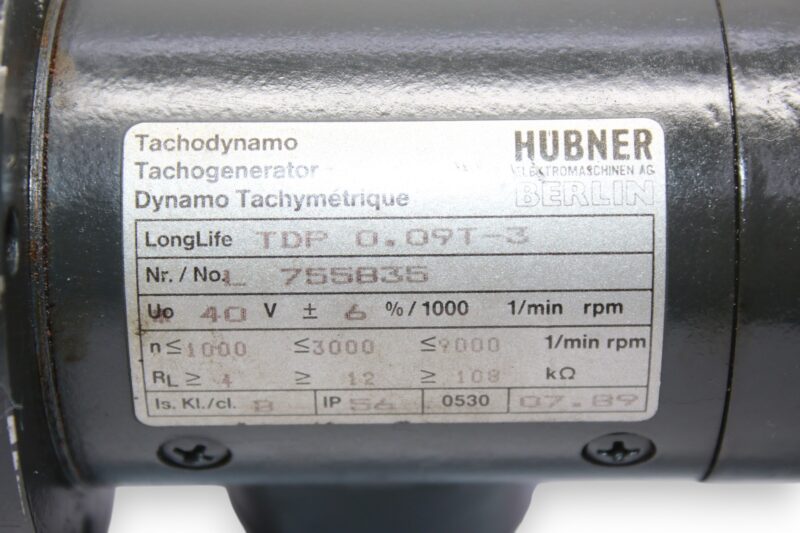 Tachodynamo
Tachogenerator
Dynamo Tachymétrique
HÜBNER
ELEKTROMASCHINEN AG
BERLIN
LongLife TDP 0.09T-3
Nr. / No. L 755835
Uo 40 V ± 6 % / 1000 1/min rpm
n ≤ 1000 ≤ 3000 ≤ 9000 1/min rpm
RL ≥ 4 ≥ 12 ≥ 108 kΩ
Is. Kl./cl. B IP 56 0530 07.89